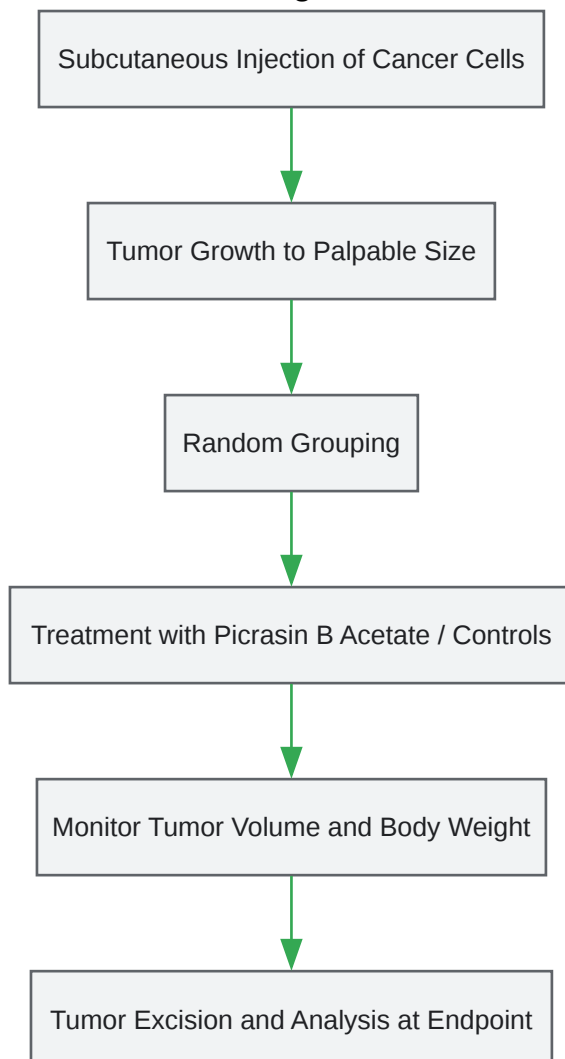 Subcutaneous Injection of Cancer Cells
Tumor Growth to Palpable Size
Random Grouping
Treatment with Picrasin B Acetate / Controls
Monitor Tumor Volume and Body Weight
Tumor Excision and Analysis at Endpoint